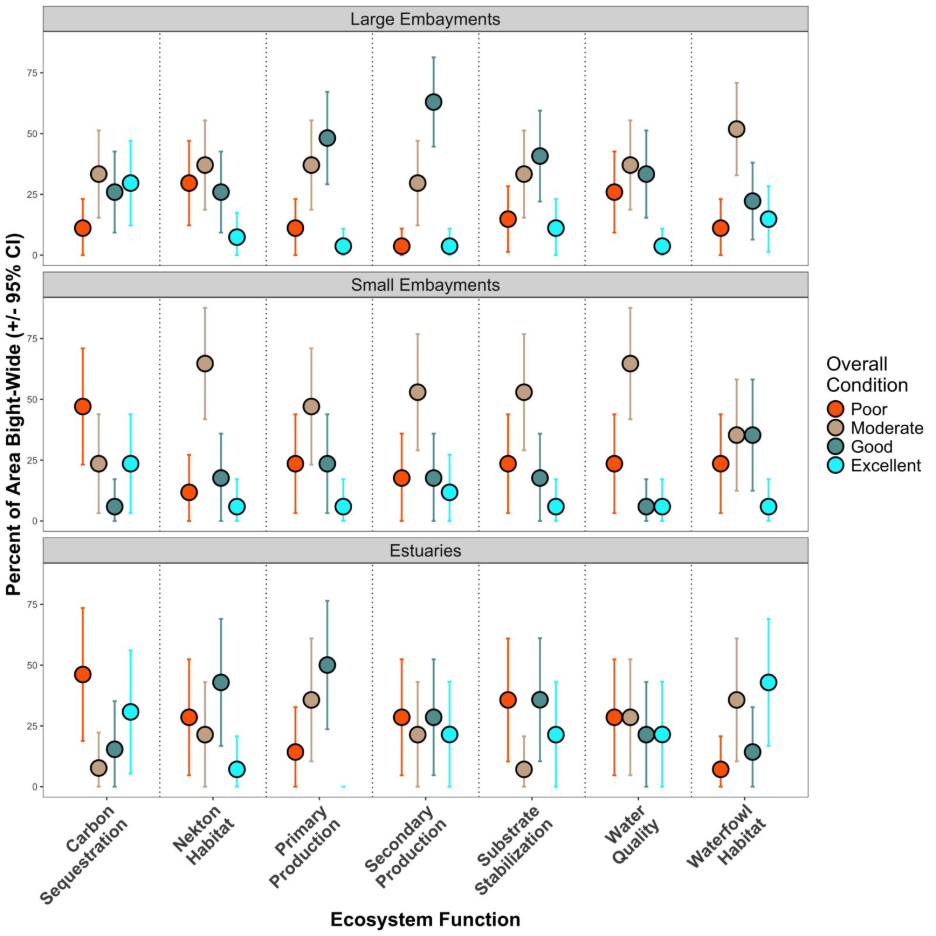 Large Embayments
75
50
25
0
Small Embayments
75
50
25
0
Estuaries
75
50
25
0
Percent of Area Bight-Wide (+/- 95% CI)
Carbon
Sequestration
Nekton
Habitat
Primary
Production
Secondary
Production
Substrate
Stabilization
Water
Quality
Waterfowl
Habitat
Ecosystem Function
Overall
Condition
Poor
Moderate
Good
Excellent